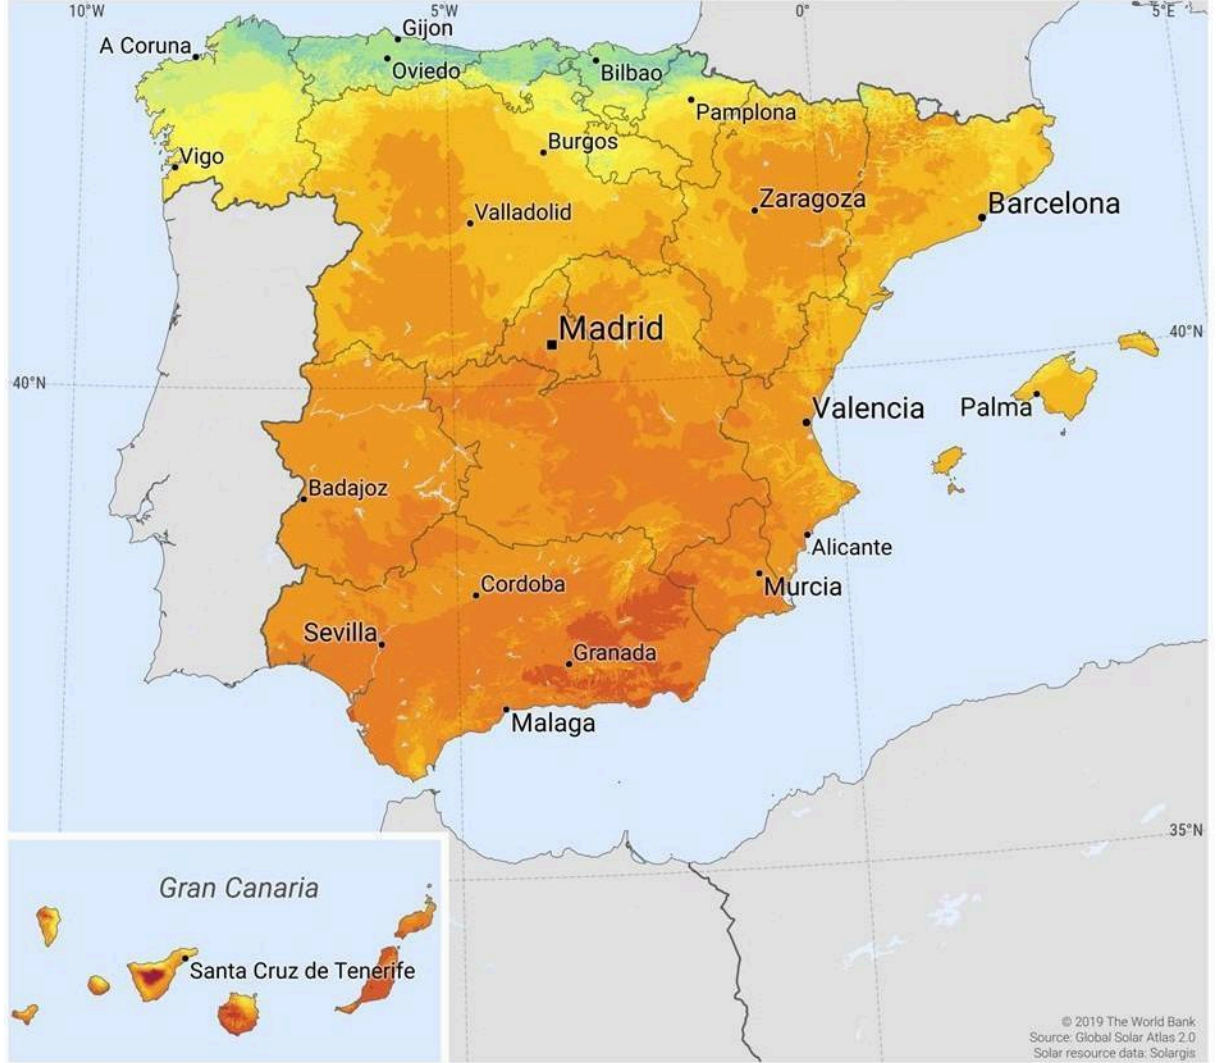 10°W
5°W
0°
5°E
Gijon
A Coruna
Oviedo
Bilbao
Pamplona
Burgos
Vigo
Zaragoza
Barcelona
Valladolid
Madrid
40°N
40°N
Valencia
Palma
Badajoz
Alicante
Cordoba
Murcia
Sevilla
Granada
Malaga
35°N
Gran Canaria
Santa Cruz de Tenerife
© 2019 The World Bank
Source: Global Solar Atlas 2.0
Solar resource data: Solargis